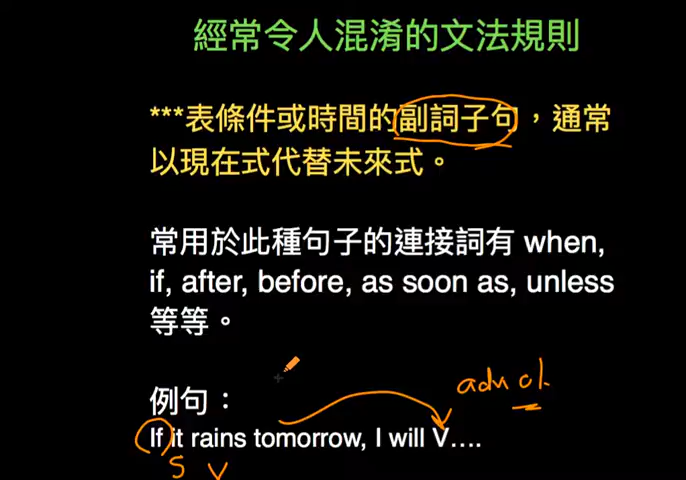 經常令人混淆的文法規則
***表條件或時間的副詞子句，通常
以現在式代替未來式。
常用於此種句子的連接詞有 when,
if, after, before, as soon as, unless
等等。
adv cl.
例句：
If it rains tomorrow, I will V....
S V